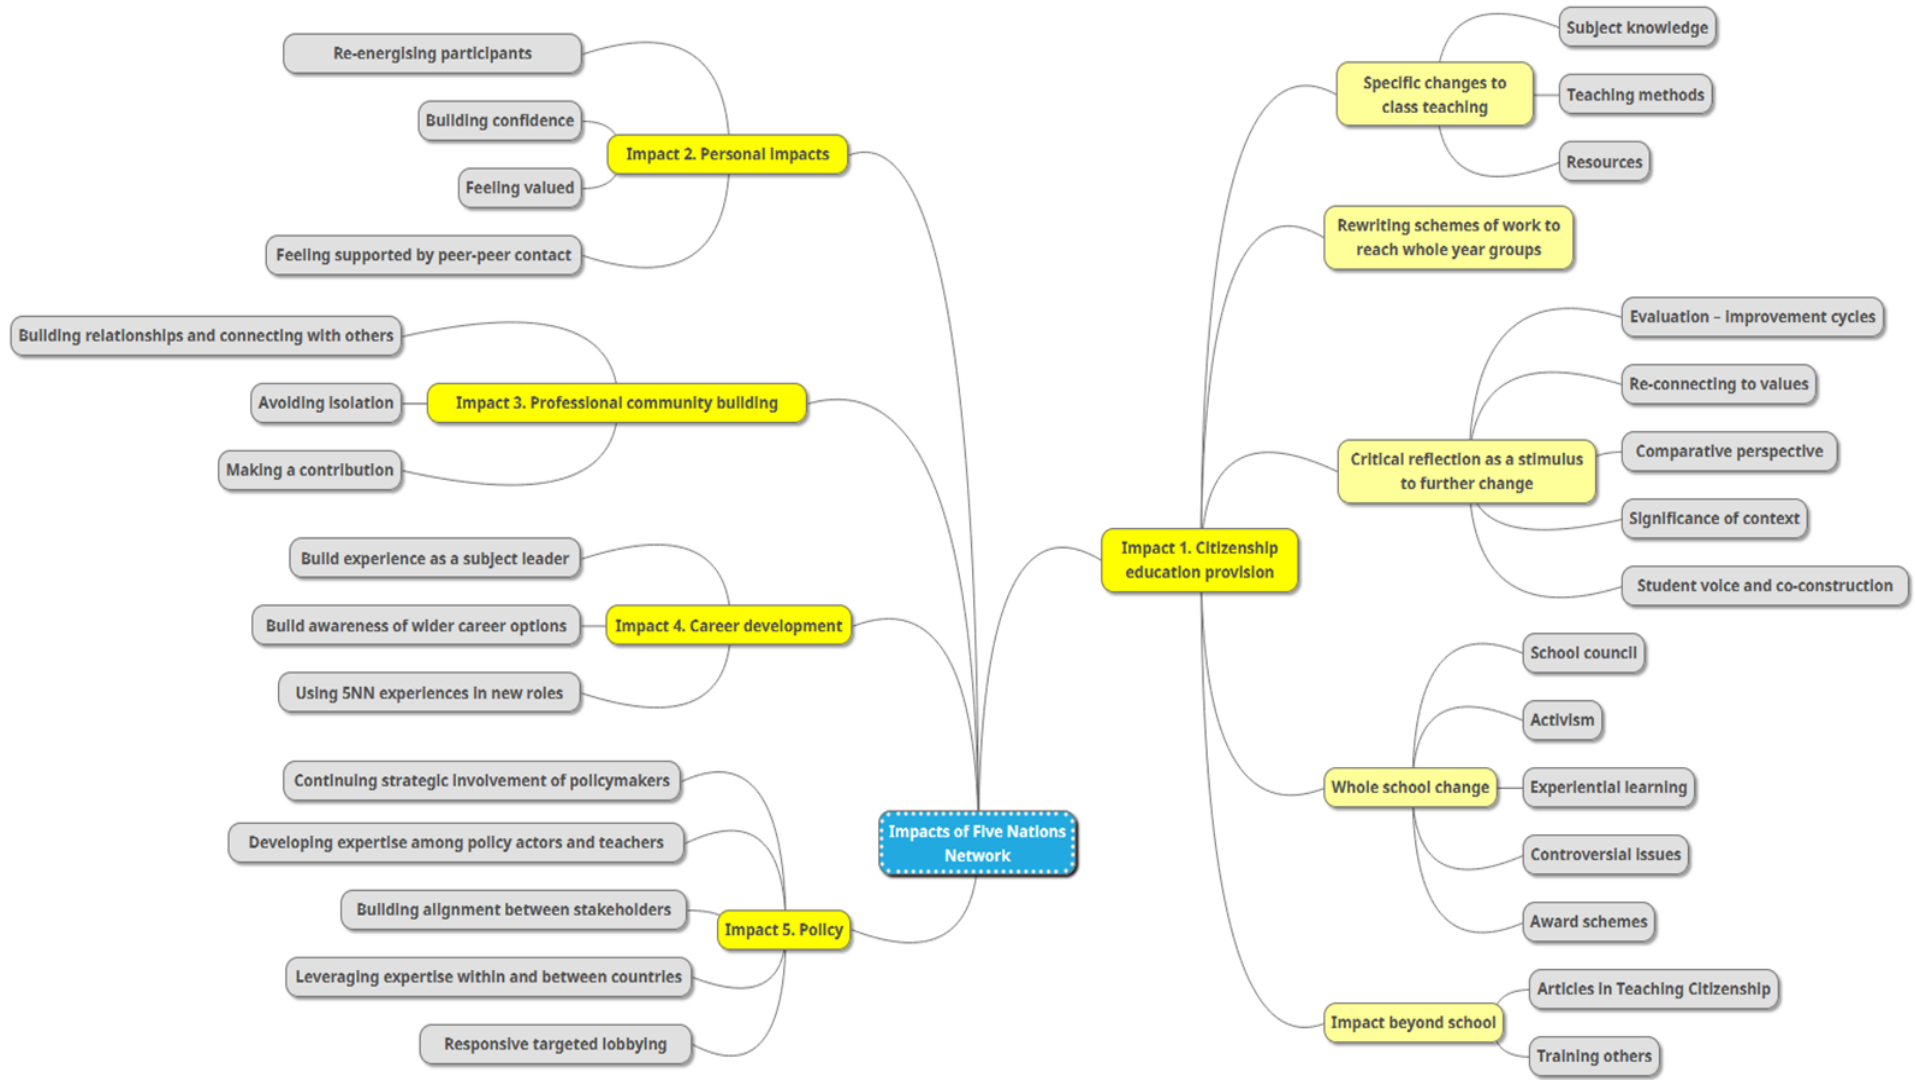 Impacts of Five Nations
Network
Impact 1. Citizenship
education provision
Specific changes to
class teaching
Subject knowledge
Teaching methods
Resources
Rewriting schemes of work to
reach whole year groups
Critical reflection as a stimulus
to further change
Evaluation – improvement cycles
Re-connecting to values
Comparative perspective
Significance of context
Student voice and co-construction
Whole school change
School council
Activism
Experiential learning
Controversial issues
Award schemes
Impact beyond school
Articles in Teaching Citizenship
Training others
Impact 2. Personal impacts
Re-energising participants
Building confidence
Feeling valued
Feeling supported by peer-peer contact
Impact 3. Professional community building
Building relationships and connecting with others
Avoiding isolation
Making a contribution
Impact 4. Career development
Build experience as a subject leader
Build awareness of wider career options
Using 5NN experiences in new roles
Impact 5. Policy
Continuing strategic involvement of policymakers
Developing expertise among policy actors and teachers
Building alignment between stakeholders
Leveraging expertise within and between countries
Responsive targeted lobbying